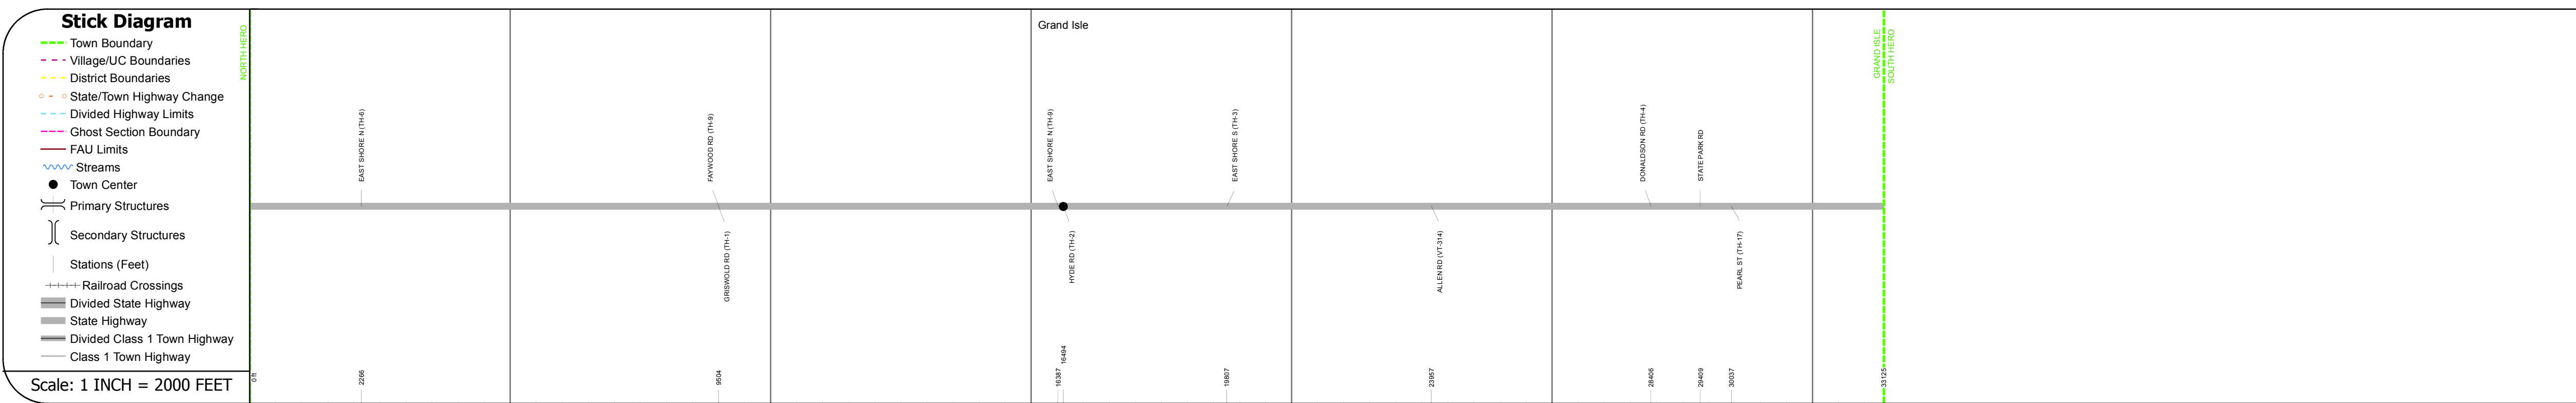 Stick Diagram
Town Boundary
Village/UC Boundaries
District Boundaries
State/Town Highway Change
Divided Highway Limits
Ghost Section Boundary
FAU Limits
Streams
Town Center
Primary Structures
Secondary Structures
Stations (Feet)
Railroad Crossings
Divided State Highway
State Highway
Divided Class 1 Town Highway
Class 1 Town Highway
Scale: 1 INCH = 2000 FEET
NORTH HERO
Grand Isle
GRAND ISLE
SOUTH HERO
EAST SHORE N (TH-6)
FAYWOOD RD (TH-9)
EAST SHORE N (TH-9)
EAST SHORE S (TH-3)
DONALDSON RD (TH-4)
STATE PARK RD
GRISWOLD RD (TH-1)
HYDE RD (TH-2)
ALLEN RD (VT-314)
PEARL ST (TH-17)
0 ft
2266
9504
16387
16494
19807
23957
28406
29409
30037
33125